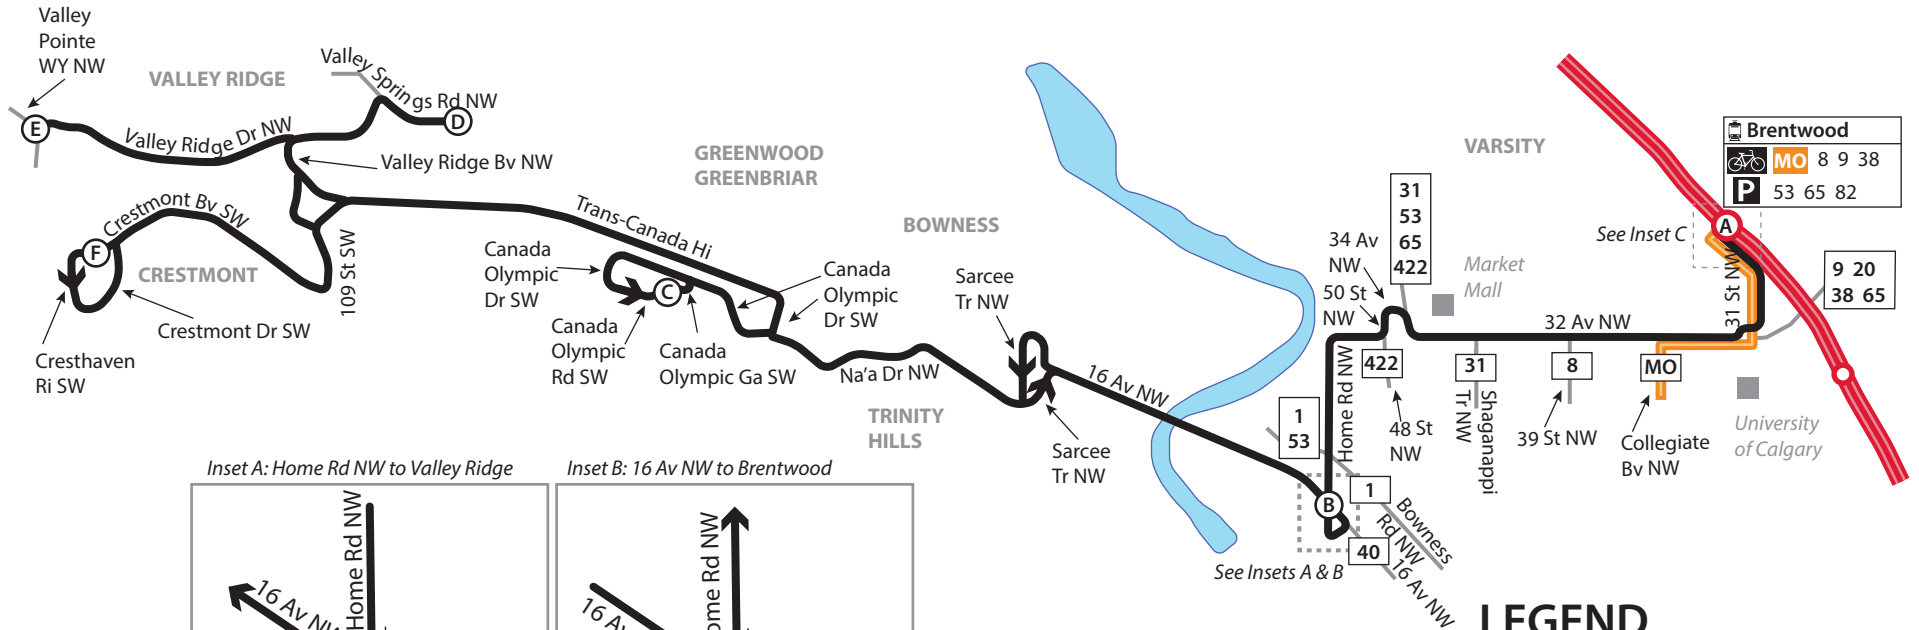 Valley
Pointe
WY NW
VALLEY RIDGE
Valley Springs Rd NW
E
D
Valley Ridge Dr NW
Valley Ridge Bv NW
Crestmont Bv SW
F
CRESTMONT
Crestmont Dr SW
Cresthaven
Ri SW
109 St SW
GREENWOOD
GREENBRIAR
Trans-Canada Hi
BOWNESS
Canada
Olympic
Dr SW
C
Canada
Olympic
Rd SW
Canada
Olympic Ga SW
Canada
Olympic
Dr SW
Na'a Dr NW
TRINITY
HILLS
Sarcee
Tr NW
Sarcee
Tr NW
16 Av NW
VARSITY
Brentwood
MO 8 9 38
P 53 65 82
A
See Inset C
31
53
65
422
34 Av
NW
50 St
NW
Market
Mall
9 20
38 65
31 St NW
32 Av NW
Home Rd NW
422
31
8
MO
48 St
NW
Shaganappi
Tr NW
39 St NW
Collegiate
Bv NW
University
of Calgary
1
53
B
1
40
Bowness
Rd NW
16 Av NW
See Insets A & B
Inset A: Home Rd NW to Valley Ridge
Home Rd NW
16 Av NW
Inset B: 16 Av NW to Brentwood
ome Rd NW
16 Av
LEGEND